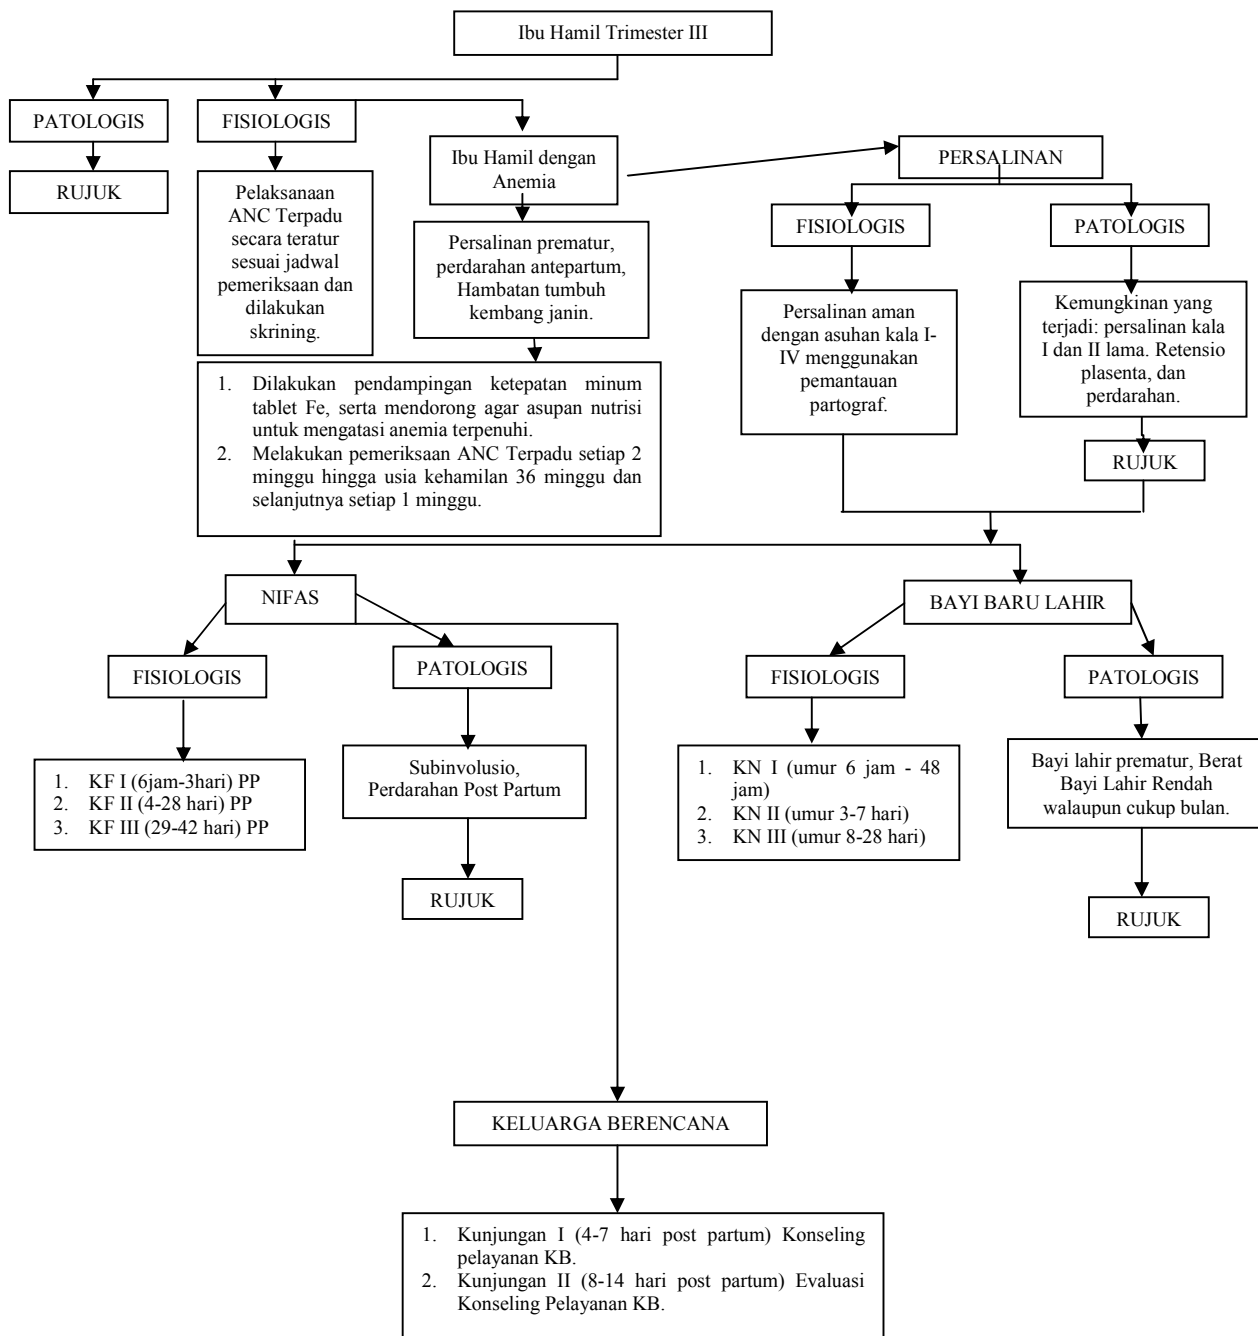 Ibu Hamil Trimester III
PATOLOGIS
FISIOLOGIS
RUJUK
Pelaksanaan
ANC Terpadu
secara teratur
sesuai jadwal
pemeriksaan dan
dilakukan
skrining.
Ibu Hamil dengan
Anemia
Persalinan prematur,
perdarahan antepartum,
Hambatan tumbuh
kembang janin.
1. Dilakukan pendampingan ketepatan minum
tablet Fe, serta mendorong agar asupan nutrisi
untuk mengatasi anemia terpenuhi.
2. Melakukan pemeriksaan ANC Terpadu setiap 2
minggu hingga usia kehamilan 36 minggu dan
selanjutnya setiap 1 minggu.
PERSALINAN
FISIOLOGIS
PATOLOGIS
Persalinan aman
dengan asuhan kala I-
IV menggunakan
pemantauan
partograf.
Kemungkinan yang
terjadi: persalinan kala
I dan II lama. Retensio
plasenta, dan
perdarahan.
RUJUK
NIFAS
FISIOLOGIS
PATOLOGIS
1. KF I (6jam-3hari) PP
2. KF II (4-28 hari) PP
3. KF III (29-42 hari) PP
Subinvolusio,
Perdarahan Post Partum
RUJUK
BAYI BARU LAHIR
FISIOLOGIS
PATOLOGIS
1. KN I (umur 6 jam - 48
jam)
2. KN II (umur 3-7 hari)
3. KN III (umur 8-28 hari)
Bayi lahir prematur, Berat
Bayi Lahir Rendah
walaupun cukup bulan.
RUJUK
KELUARGA BERENCANA
1. Kunjungan I (4-7 hari post partum) Konseling
pelayanan KB.
2. Kunjungan II (8-14 hari post partum) Evaluasi
Konseling Pelayanan KB.